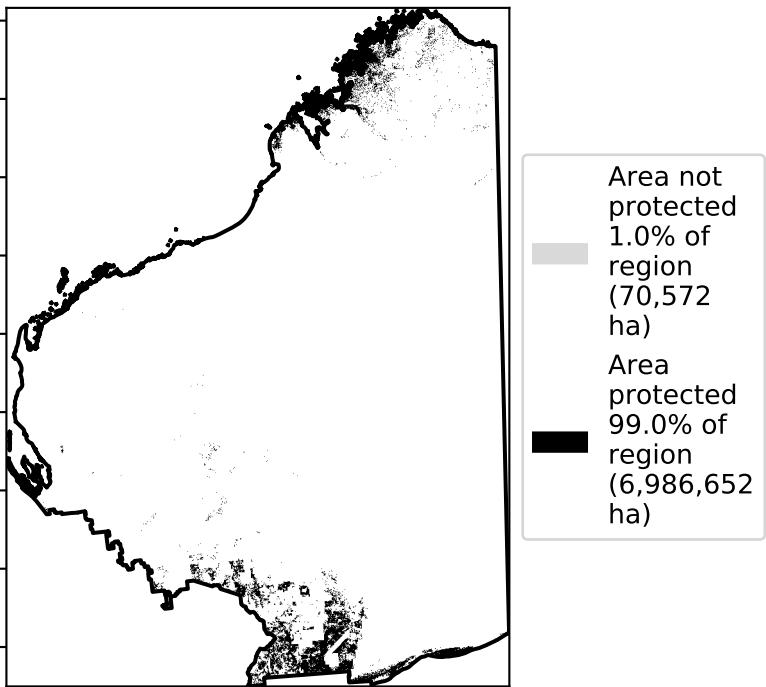 Area not
protected
1.0% of
region
(70,572
ha)
Area
protected
99.0% of
region
(6,986,652
ha)